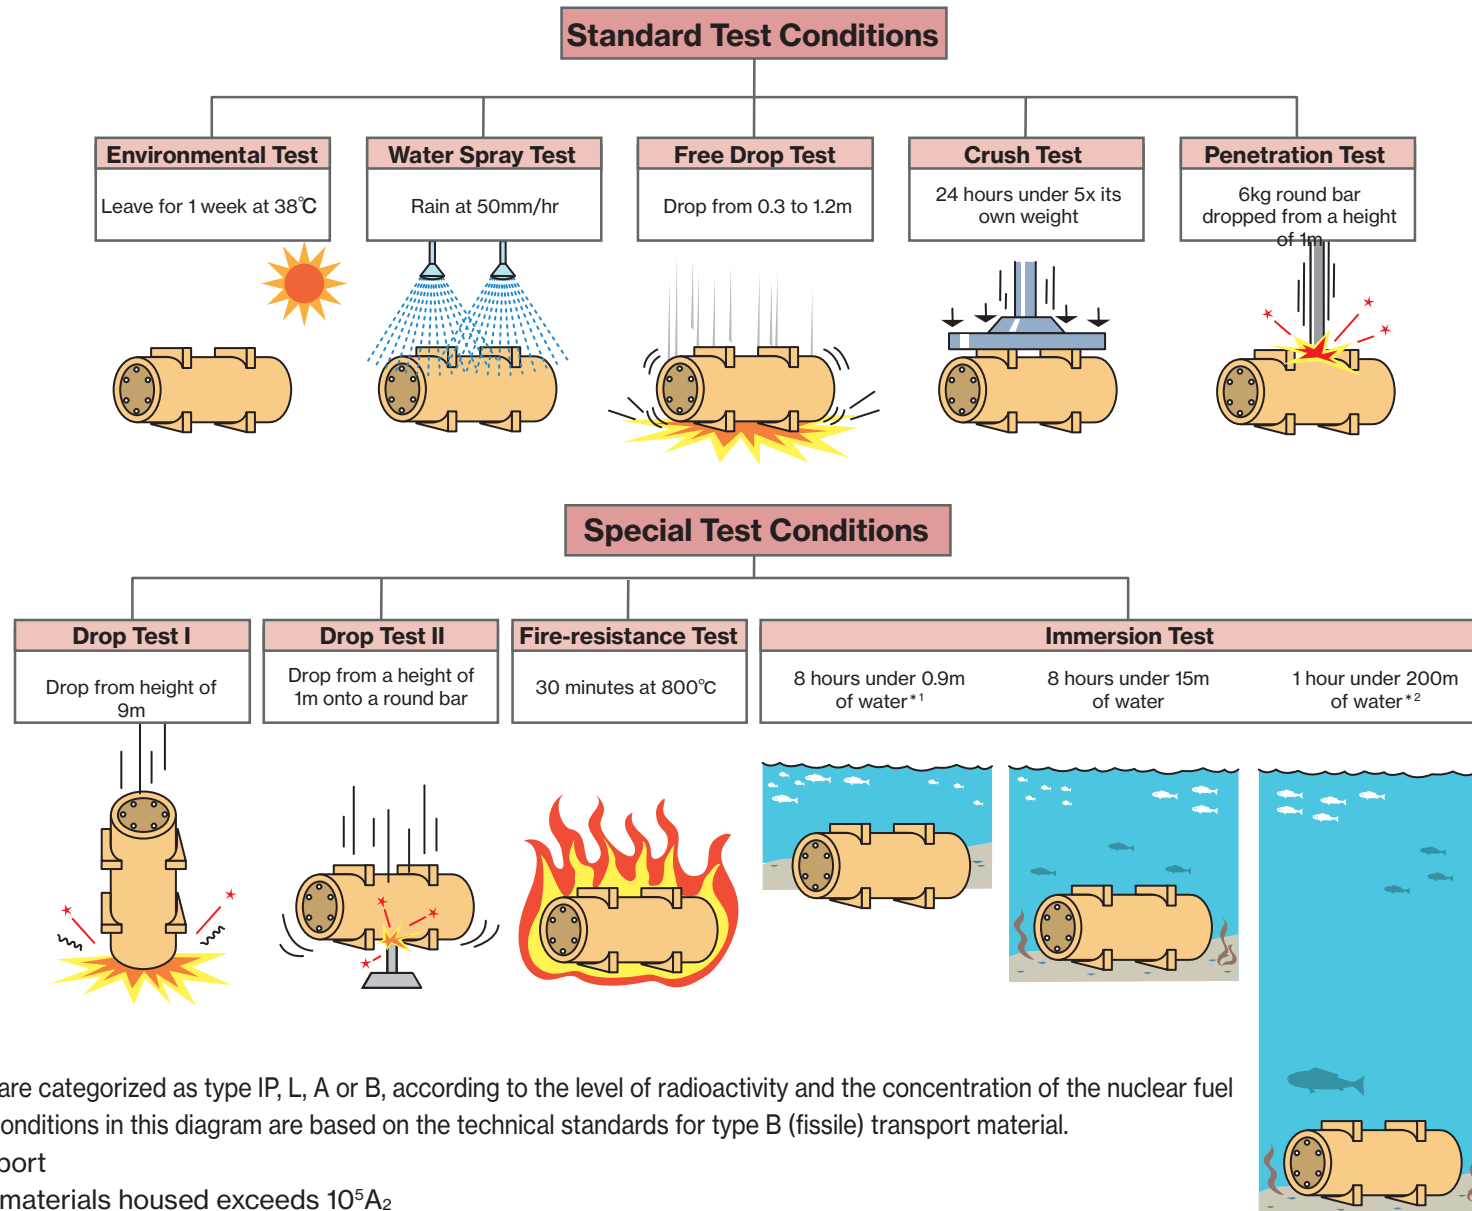 Standard Test Conditions
Environmental Test
Leave for 1 week at 38℃
Water Spray Test
Rain at 50mm/hr
Free Drop Test
Drop from 0.3 to 1.2m
Crush Test
24 hours under 5x its
own weight
Penetration Test
6kg round bar
dropped from a height
of 1m
Special Test Conditions
Drop Test I
Drop from height of
9m
Drop Test II
Drop from a height of
1m onto a round bar
Fire-resistance Test
30 minutes at 800℃
Immersion Test
8 hours under 0.9m
of water*1
8 hours under 15m
of water
1 hour under 200m
of water*2
are categorized as type IP, L, A or B, according to the level of radioactivity and the concentration of the nuclear fuel
onditions in this diagram are based on the technical standards for type B (fissile) transport material.
port
materials housed exceeds 10⁵A₂